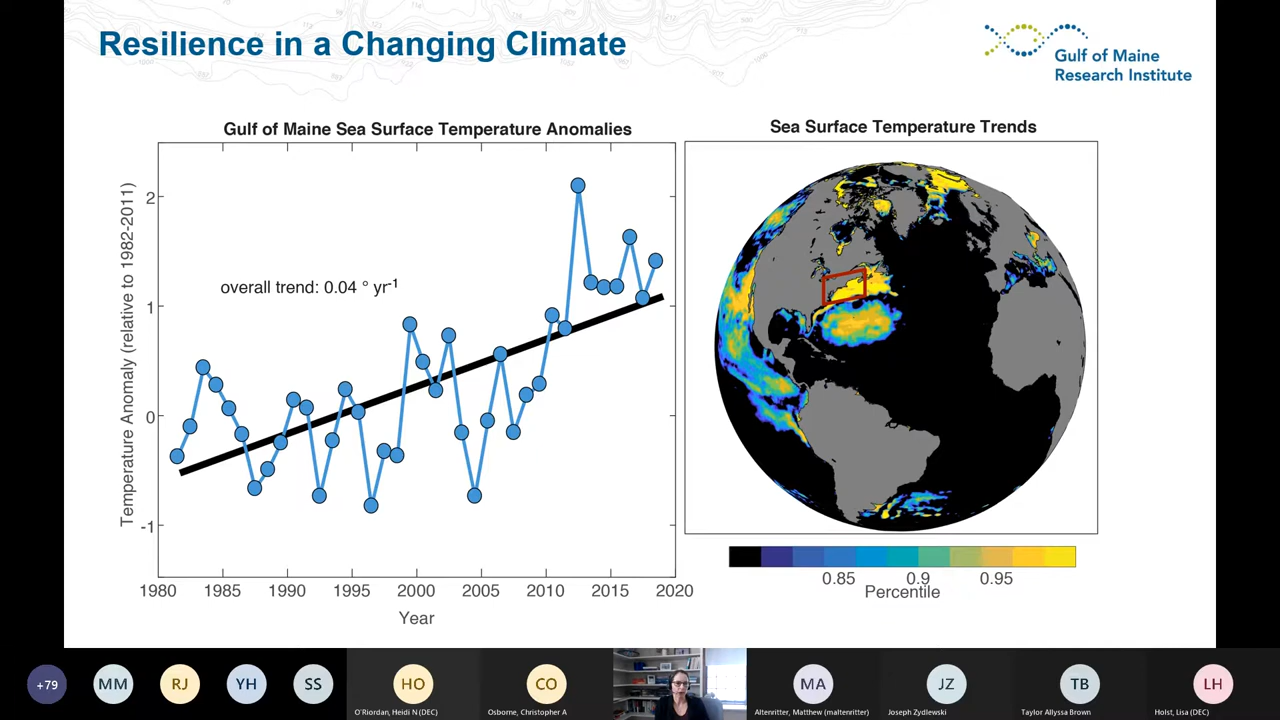 Resilience in a Changing Climate
Gulf of Maine
Research Institute
Gulf of Maine Sea Surface Temperature Anomalies
Temperature Anomaly (relative to 1982-2011)
2
1
0
-1
overall trend: 0.04 ° yr⁻¹
1980 1985 1990 1995 2000 2005 2010 2015 2020
Year
Sea Surface Temperature Trends
0.85 0.9 0.95
Percentile
+79 MM RJ YH SS HO CO MA JZ TB LH
O'Riordan, Heidi N (DEC) Osborne, Christopher A Altenritter, Matthew (maltenritter) Joseph Zydlewski Taylor Allyssa Brown Holst, Lisa (DEC)